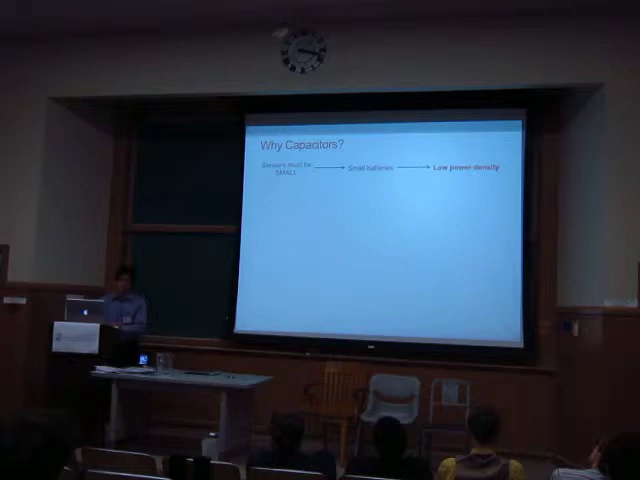 Why Capacitors?
Sensors must be
SMALL
Small batteries
Low power density